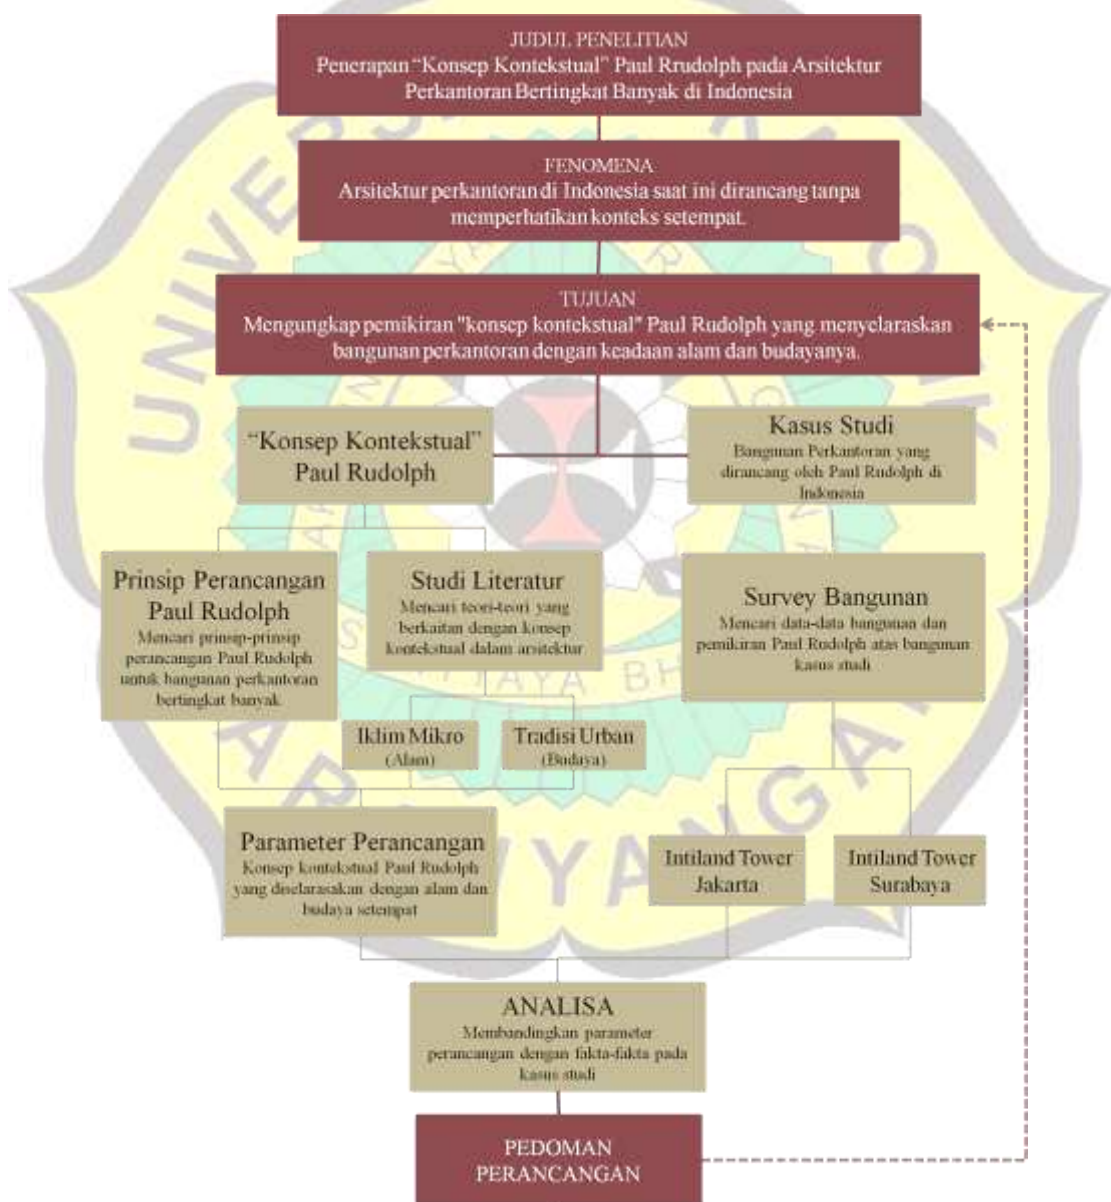 JUDUL PENELITIAN
Penerapan “Konsep Kontekstual” Paul Rrudolph pada Arsitektur
Perkantoran Bertingkat Banyak di Indonesia
FENOMENA
Arsitektur perkantoran di Indonesia saat ini dirancang tanpa
memperhatikan konteks setempat.
TUJUAN
Mengungkap pemikiran "konsep kontekstual" Paul Rudolph yang menyelaraskan
bangunan perkantoran dengan keadaan alam dan budayanya.
“Konsep Kontekstual”
Paul Rudolph
Kasus Studi
Bangunan Perkantoran yang
dirancang oleh Paul Rudolph di
Indonesia
Prinsip Perancangan
Paul Rudolph
Mencari prinsip-prinsip
perancangan Paul Rudolph
untuk bangunan perkantoran
bertingkat banyak
Studi Literatur
Mencari teori-teori yang
berkaitan dengan konsep
kontekstual dalam arsitektur
Survey Bangunan
Mencari data-data bangunan dan
pemikiran Paul Rudolph atas bangunan
kasus studi
Iklim Mikro
(Alam)
Tradisi Urban
(Budaya)
Parameter Perancangan
Konsep kontekstual Paul Rudolph
yang diselarasakan dengan alam dan
budaya setempat
Intiland Tower
Jakarta
Intiland Tower
Surabaya
ANALISA
Membandingkan parameter
perancangan dengan fakta-fakta pada
kasus studi
PEDOMAN
PERANCANGAN